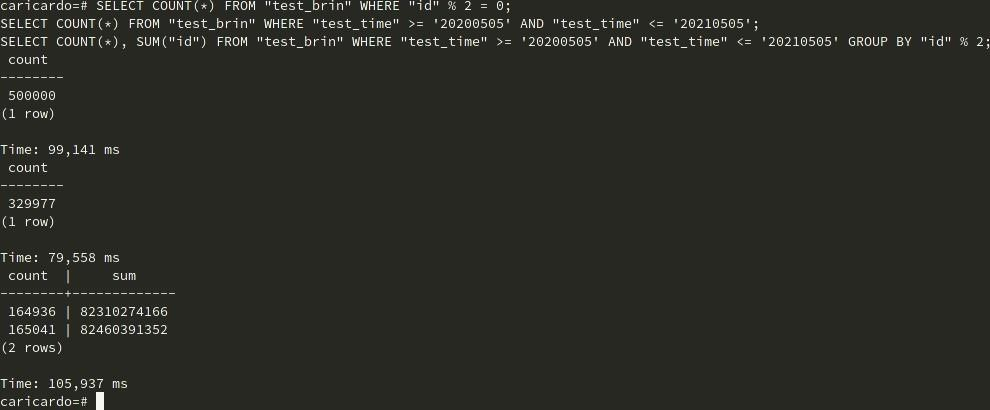 caricardo=# SELECT COUNT(*) FROM "test_brin" WHERE "id" % 2 = 0;
SELECT COUNT(*) FROM "test_brin" WHERE "test_time" >= '20200505' AND "test_time" <= '20210505';
SELECT COUNT(*), SUM("id") FROM "test_brin" WHERE "test_time" >= '20200505' AND "test_time" <= '20210505' GROUP BY "id" % 2;
 count
--------
 500000
(1 row)

Time: 99,141 ms
 count
--------
 329977
(1 row)

Time: 79,558 ms
 count  |     sum
--------+-------------
 164936 | 82310274166
 165041 | 82460391352
(2 rows)

Time: 105,937 ms
caricardo=#